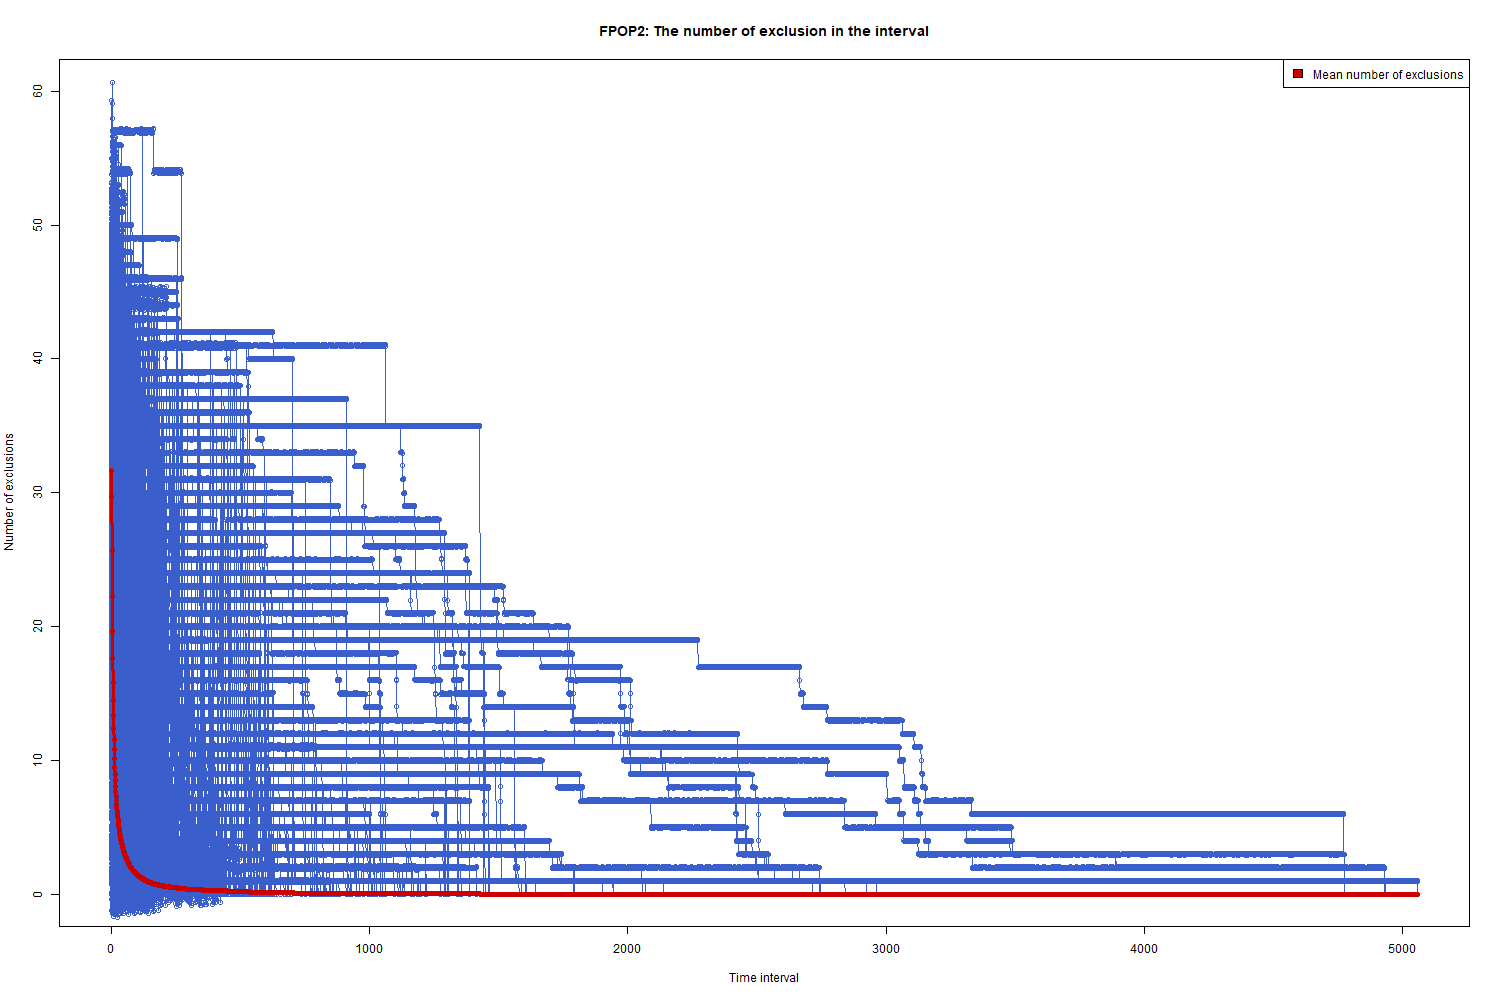 FPOP2: The number of exclusion in the interval
Mean number of exclusions
Number of exclusions
60
50
40
30
20
10
0
0 1000 2000 3000 4000 5000
Time interval